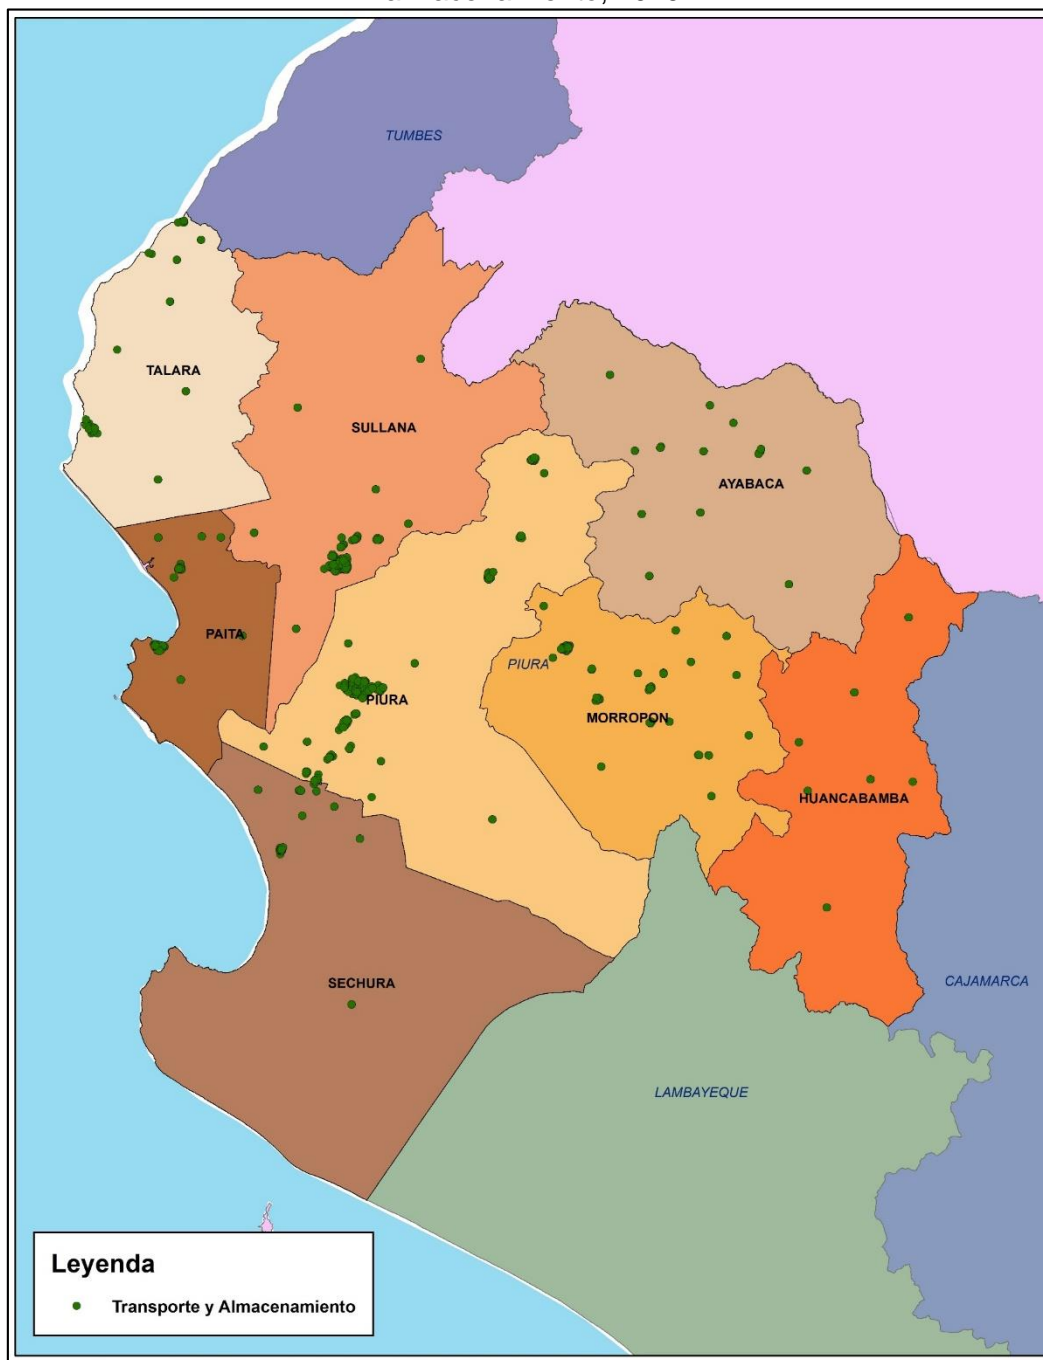 TUMBES
TALARA
SULLANA
AYABACA
PAITA
PIURA
PIURA
MORROPON
HUANCABAMBA
SECHURA
CAJAMARCA
LAMBAYEQUE
Leyenda
Transporte y Almacenamiento